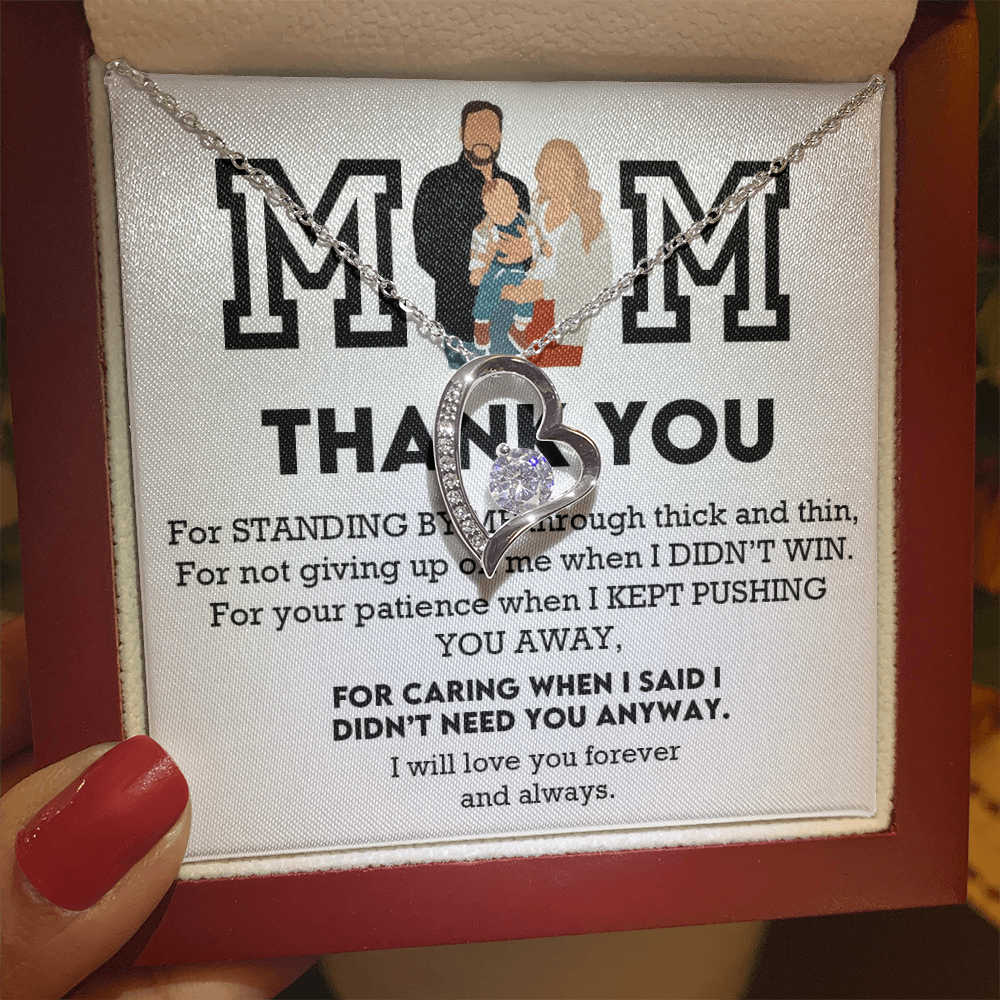 M M
THANK YOU
For STANDING BY ME through thick and thin,
For not giving up on me when I DIDN'T WIN.
For your patience when I KEPT PUSHING
YOU AWAY,
FOR CARING WHEN I SAID I
DIDN'T NEED YOU ANYWAY.
I will love you forever
and always.